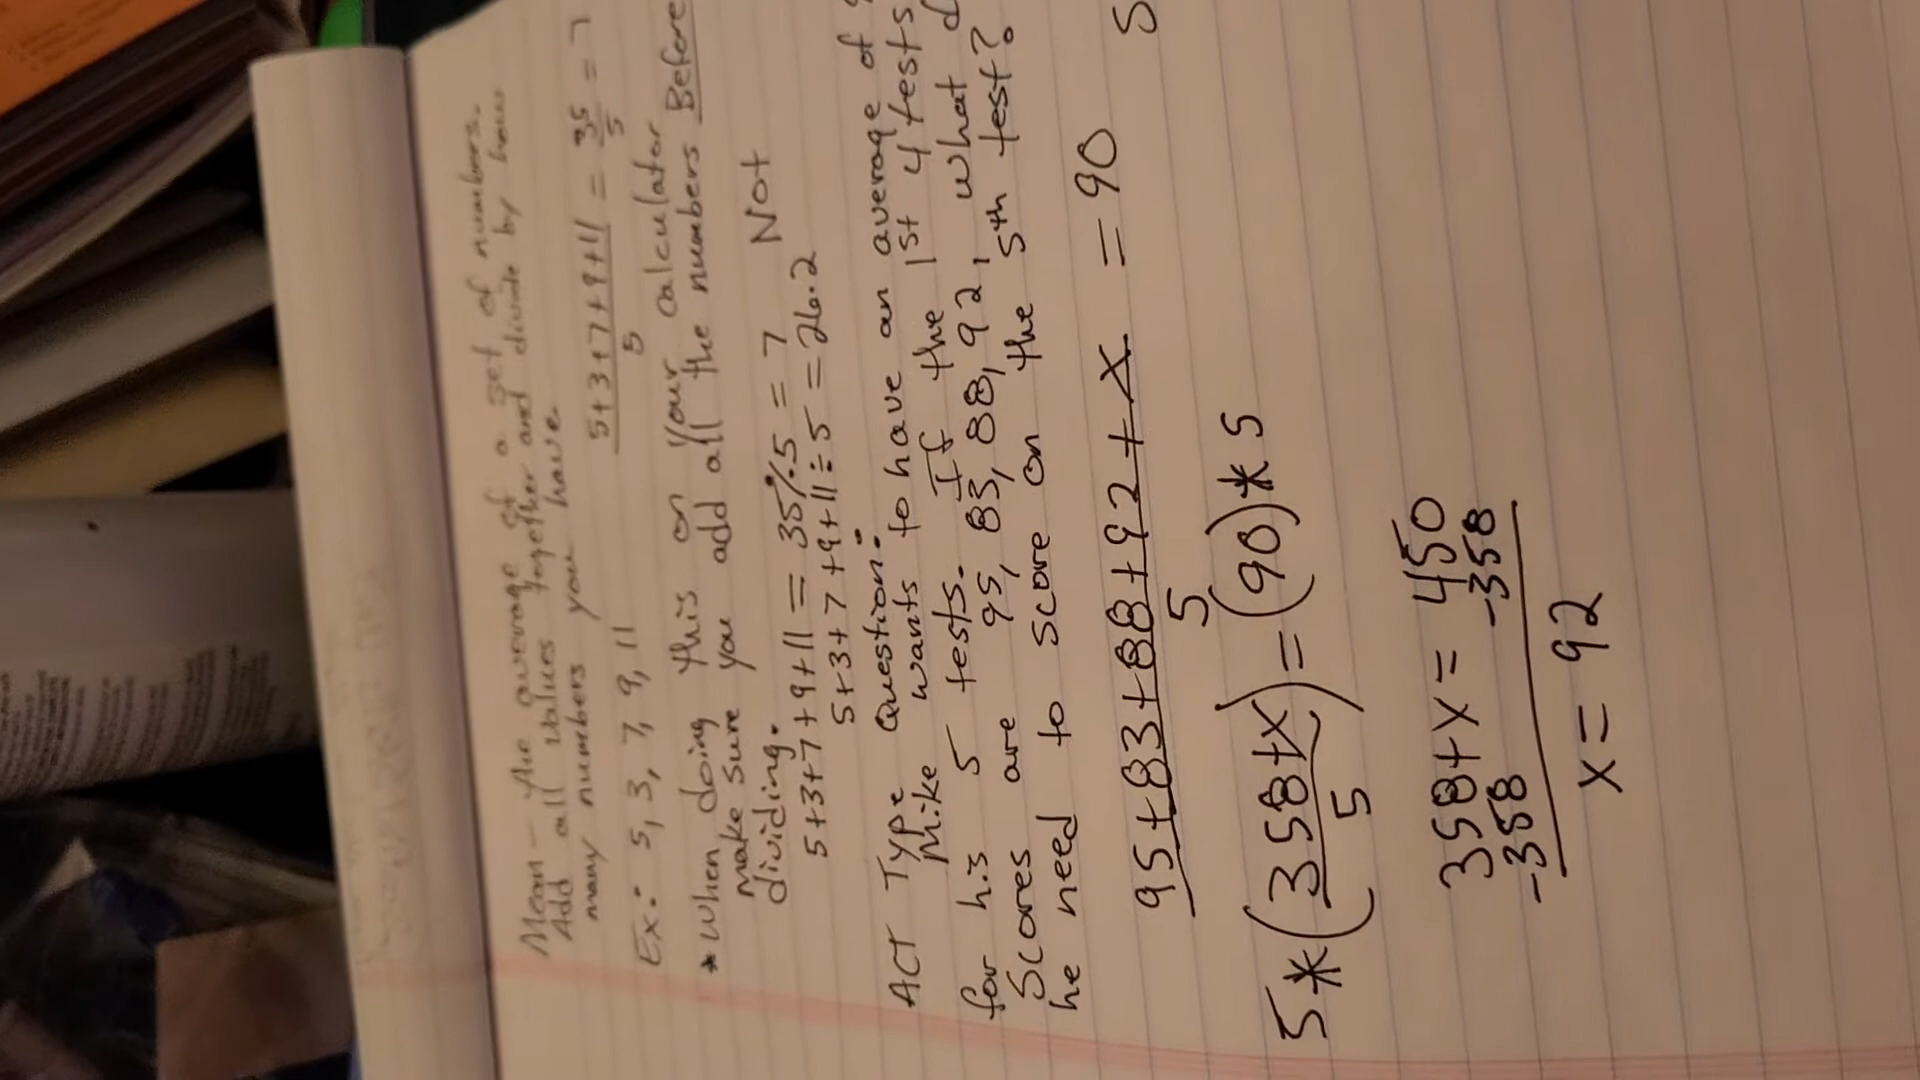 Mean - the average of a set of numbers.
Add all values together and divide by how
many numbers you have.
Ex: 5, 3, 7, 9, 11 5+3+7+9+11 = 35 = 7
5 5
* When doing this on your calculator
make sure you add all the numbers Before
dividing.
5+3+7+9+11 = 35/.5 = 7 Not
5+3+7+9+11÷5 = 26.2
ACT Type Question:
Mike wants to have an average of
for his 5 tests. If the 1st 4 tests
Scores are 95, 83, 88, 92, what
he need to score on the 5th test?
95+83+88+92+X = 90 5
5
5*(358+X)=(90)*5
5
358+X = 450
-358 -358
X = 92